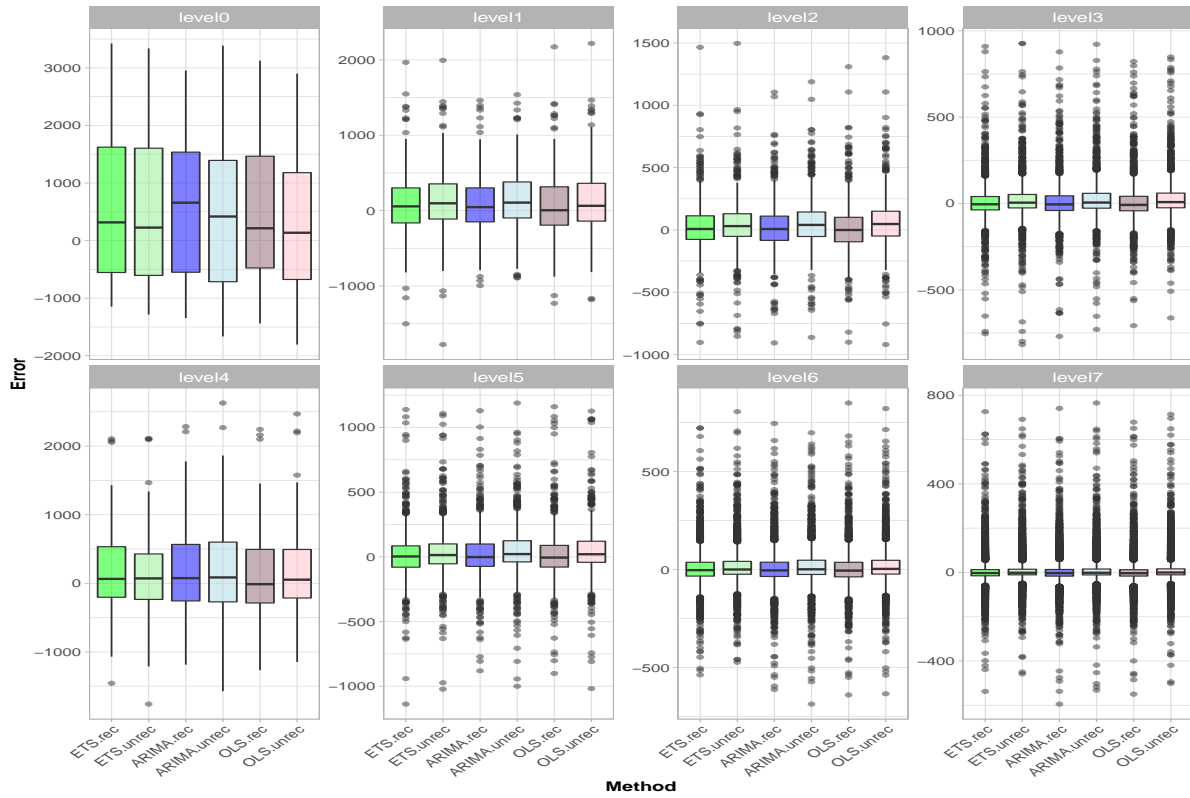 level0
level1
level2
level3
3000
2000
1000
0
−1000
−2000
2000
1000
0
−1000
1500
1000
500
0
−500
−1000
1000
500
0
−500
Error
level4
level5
level6
level7
2000
1000
0
−1000
1000
500
0
−500
−1000
500
0
−500
800
400
0
−400
ETS.rec
ETS.unrec
ARIMA.rec
ARIMA.unrec
OLS.rec
OLS.unrec
ETS.rec
ETS.unrec
ARIMA.rec
ARIMA.unrec
OLS.rec
OLS.unrec
ETS.rec
ETS.unrec
ARIMA.rec
ARIMA.unrec
OLS.rec
OLS.unrec
ETS.rec
ETS.unrec
ARIMA.rec
ARIMA.unrec
OLS.rec
OLS.unrec
Method